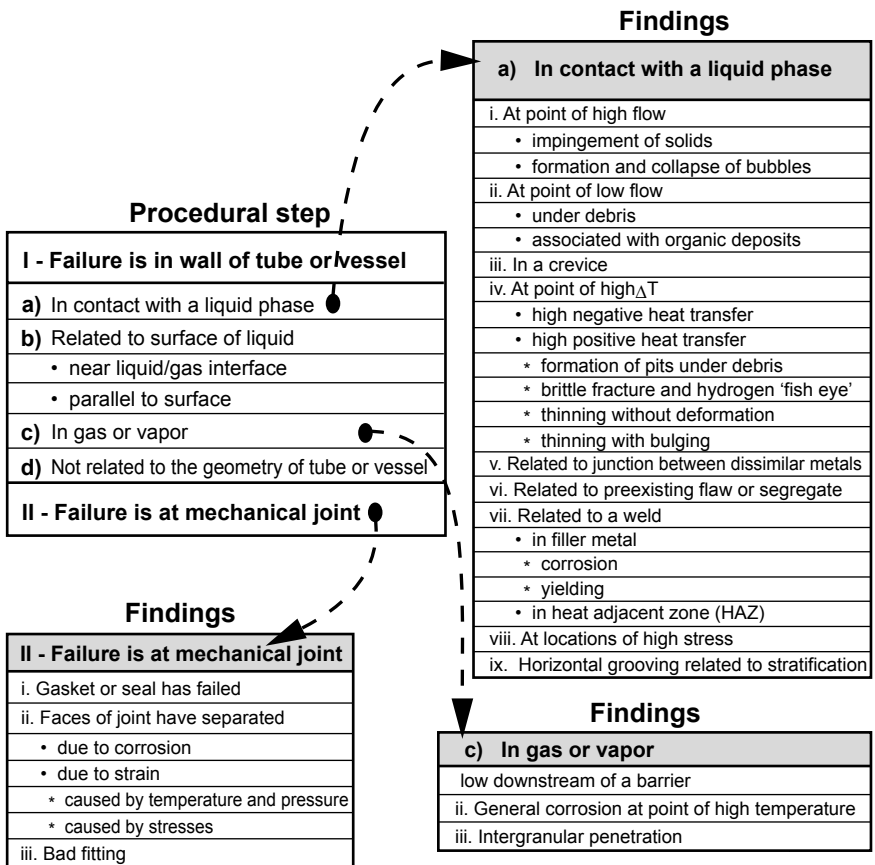 Procedural step
I - Failure is in wall of tube or vessel
a) In contact with a liquid phase
b) Related to surface of liquid
• near liquid/gas interface
• parallel to surface
c) In gas or vapor
d) Not related to the geometry of tube or vessel
II - Failure is at mechanical joint
Findings
a) In contact with a liquid phase
i. At point of high flow
• impingement of solids
• formation and collapse of bubbles
ii. At point of low flow
• under debris
• associated with organic deposits
iii. In a crevice
iv. At point of high ΔT
• high negative heat transfer
• high positive heat transfer
* formation of pits under debris
* brittle fracture and hydrogen ‘fish eye’
* thinning without deformation
* thinning with bulging
v. Related to junction between dissimilar metals
vi. Related to preexisting flaw or segregate
vii. Related to a weld
• in filler metal
* corrosion
* yielding
• in heat adjacent zone (HAZ)
viii. At locations of high stress
ix. Horizontal grooving related to stratification
Findings
II - Failure is at mechanical joint
i. Gasket or seal has failed
ii. Faces of joint have separated
• due to corrosion
• due to strain
* caused by temperature and pressure
* caused by stresses
iii. Bad fitting
Findings
c) In gas or vapor
low downstream of a barrier
ii. General corrosion at point of high temperature
iii. Intergranular penetration